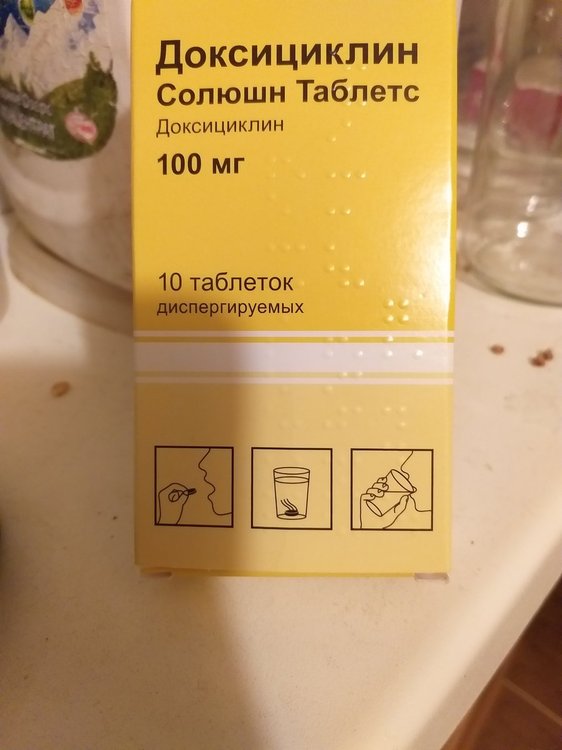 Доксициклин
Солюшн Таблетс
Доксициклин
100 мг
10 таблеток
диспергируемых